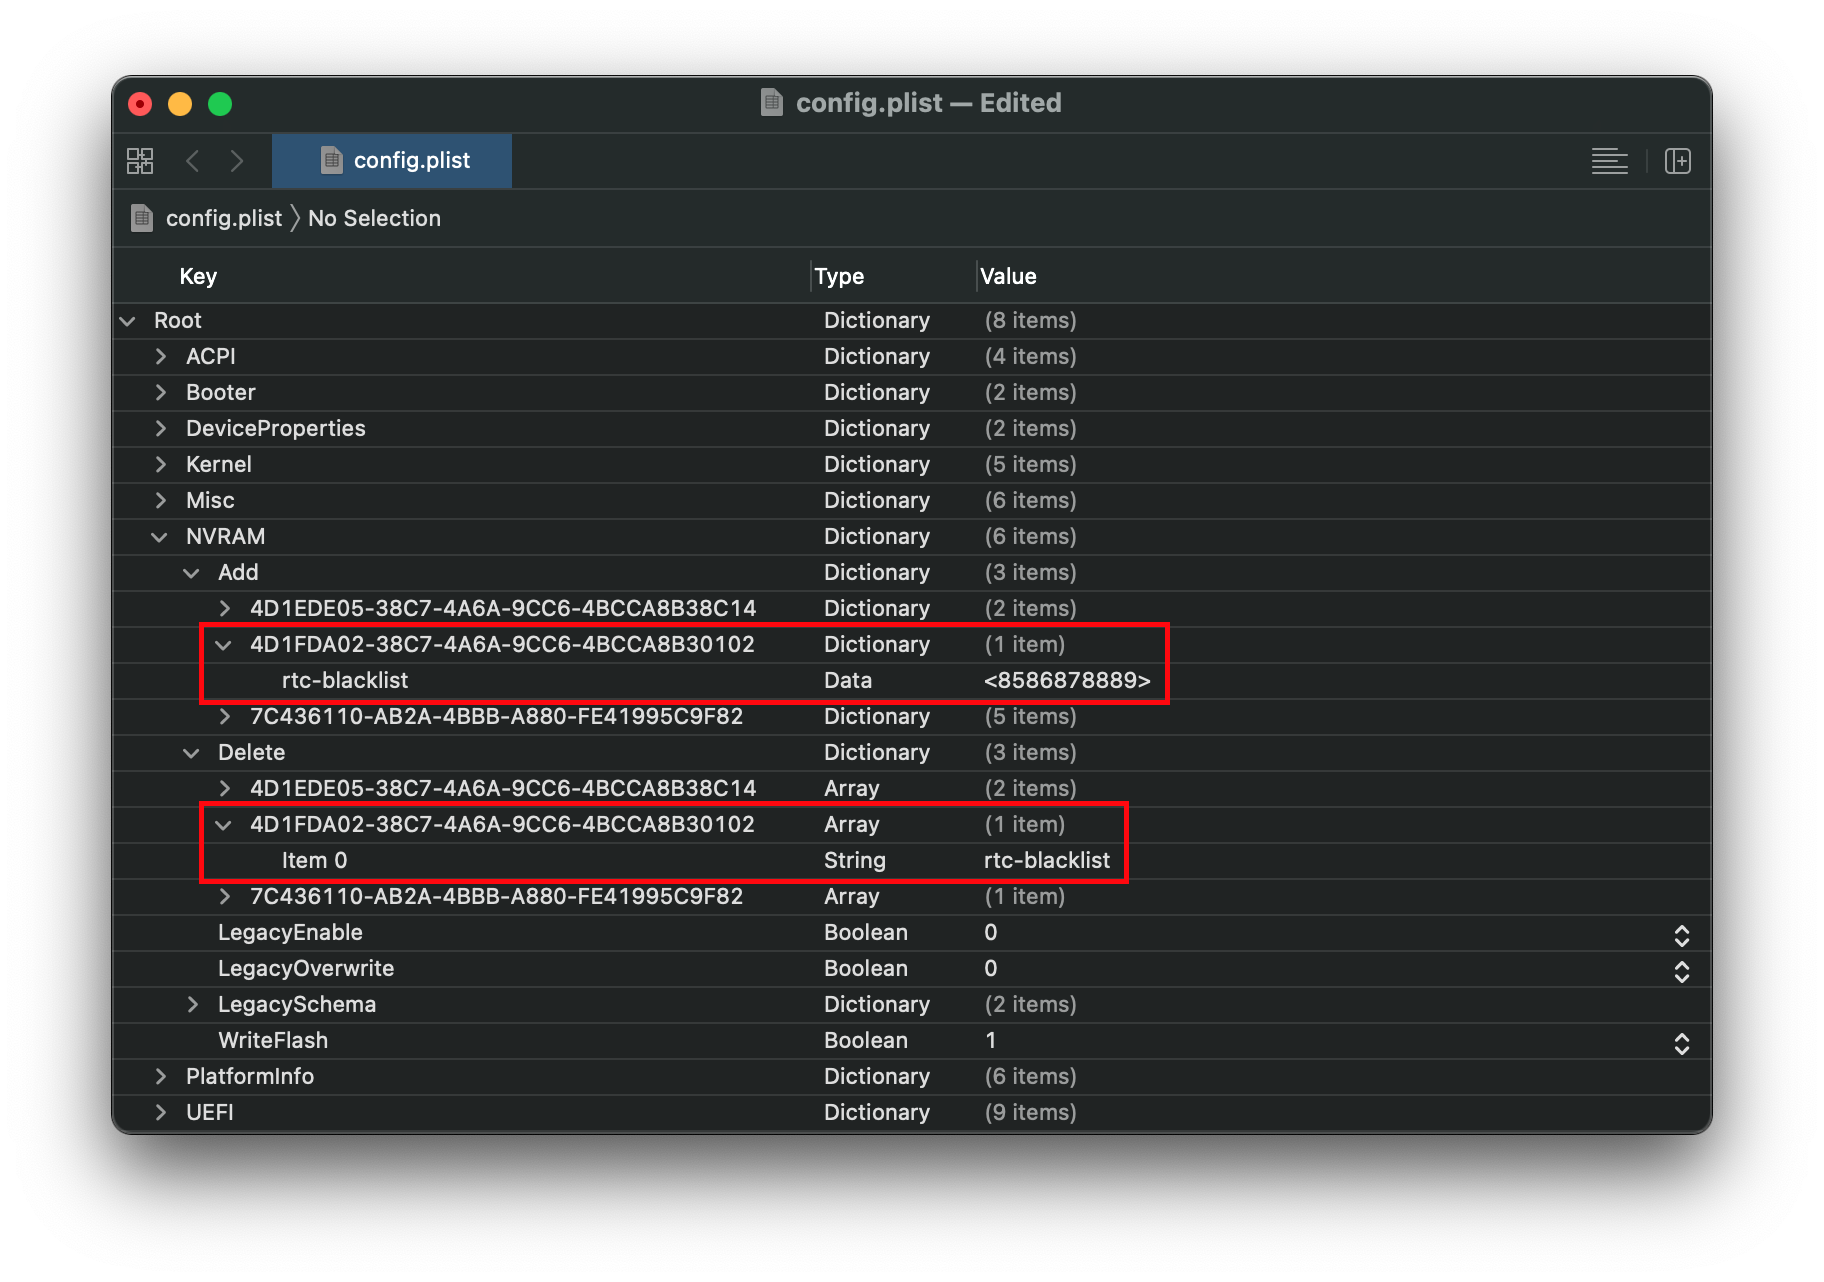 config.plist — Edited
config.plist
config.plist 〉 No Selection
Key Type Value
Root Dictionary (8 items)
ACPI Dictionary (4 items)
Booter Dictionary (2 items)
DeviceProperties Dictionary (2 items)
Kernel Dictionary (5 items)
Misc Dictionary (6 items)
NVRAM Dictionary (6 items)
Add Dictionary (3 items)
4D1EDE05-38C7-4A6A-9CC6-4BCCA8B38C14 Dictionary (2 items)
4D1FDA02-38C7-4A6A-9CC6-4BCCA8B30102 Dictionary (1 item)
rtc-blacklist Data <8586878889>
7C436110-AB2A-4BBB-A880-FE41995C9F82 Dictionary (5 items)
Delete Dictionary (3 items)
4D1EDE05-38C7-4A6A-9CC6-4BCCA8B38C14 Array (2 items)
4D1FDA02-38C7-4A6A-9CC6-4BCCA8B30102 Array (1 item)
Item 0 String rtc-blacklist
7C436110-AB2A-4BBB-A880-FE41995C9F82 Array (1 item)
LegacyEnable Boolean 0
LegacyOverwrite Boolean 0
LegacySchema Dictionary (2 items)
WriteFlash Boolean 1
PlatformInfo Dictionary (6 items)
UEFI Dictionary (9 items)